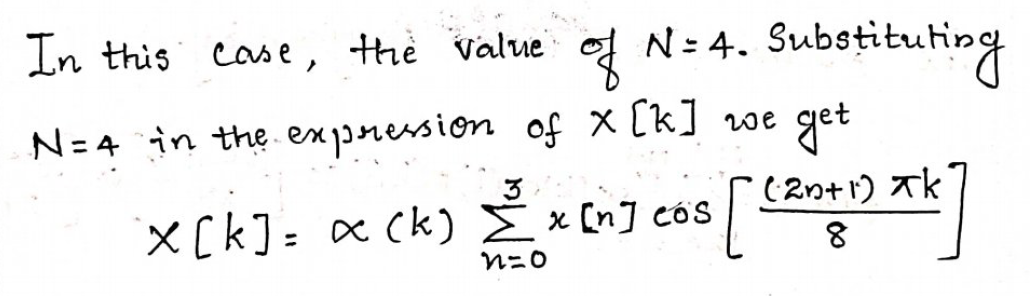 In this case, the value of N=4. Substituting
N=4 in the expression of X[k] we get
X[k] = α(k) ∑_{n=0}^{3} x[n] cos[(2n+1)πk / 8]